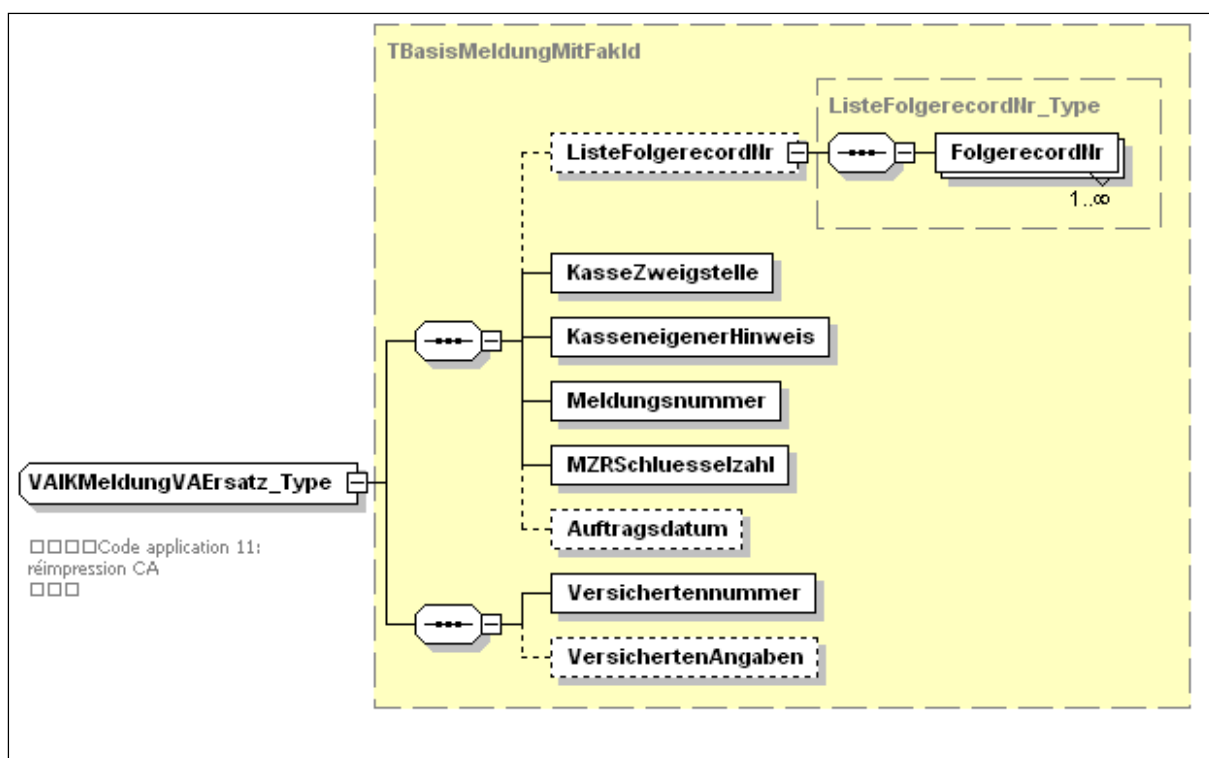 TBasisMeldungMitFakId
ListeFolgerecordNr_Type
ListeFolgerecordNr
FolgerecordNr
1..∞
KasseZweigstelle
KasseneigenerHinweis
Meldungsnummer
MZRSchluesselzahl
VAIKMeldungVAErsatz_Type
Auftragsdatum
□□□□Code application 11:
réimpression CA
□□□
Versichertennummer
VersichertenAngaben